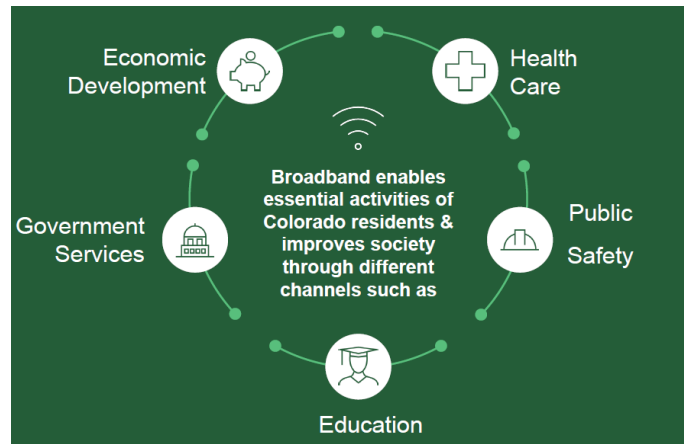 Economic
Development
Health
Care
Broadband enables
essential activities of
Colorado residents &
improves society
through different
channels such as
Government
Services
Public
Safety
Education